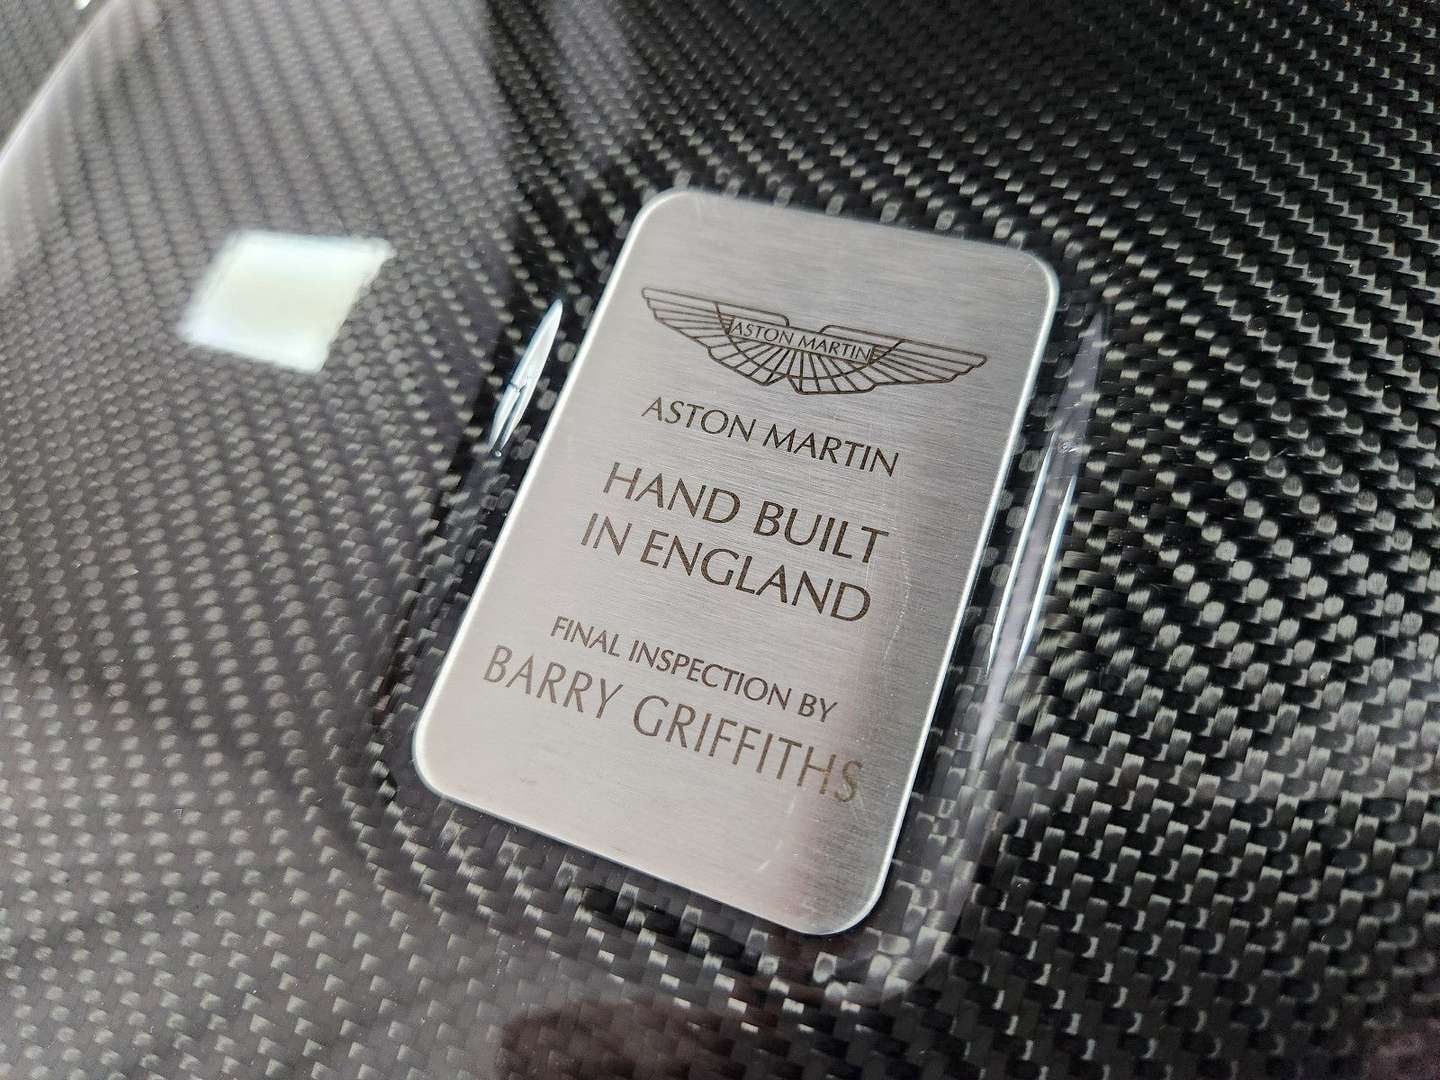 ASTON MARTIN
ASTON MARTIN
HAND BUILT
IN ENGLAND
FINAL INSPECTION BY
BARRY GRIFFITHS